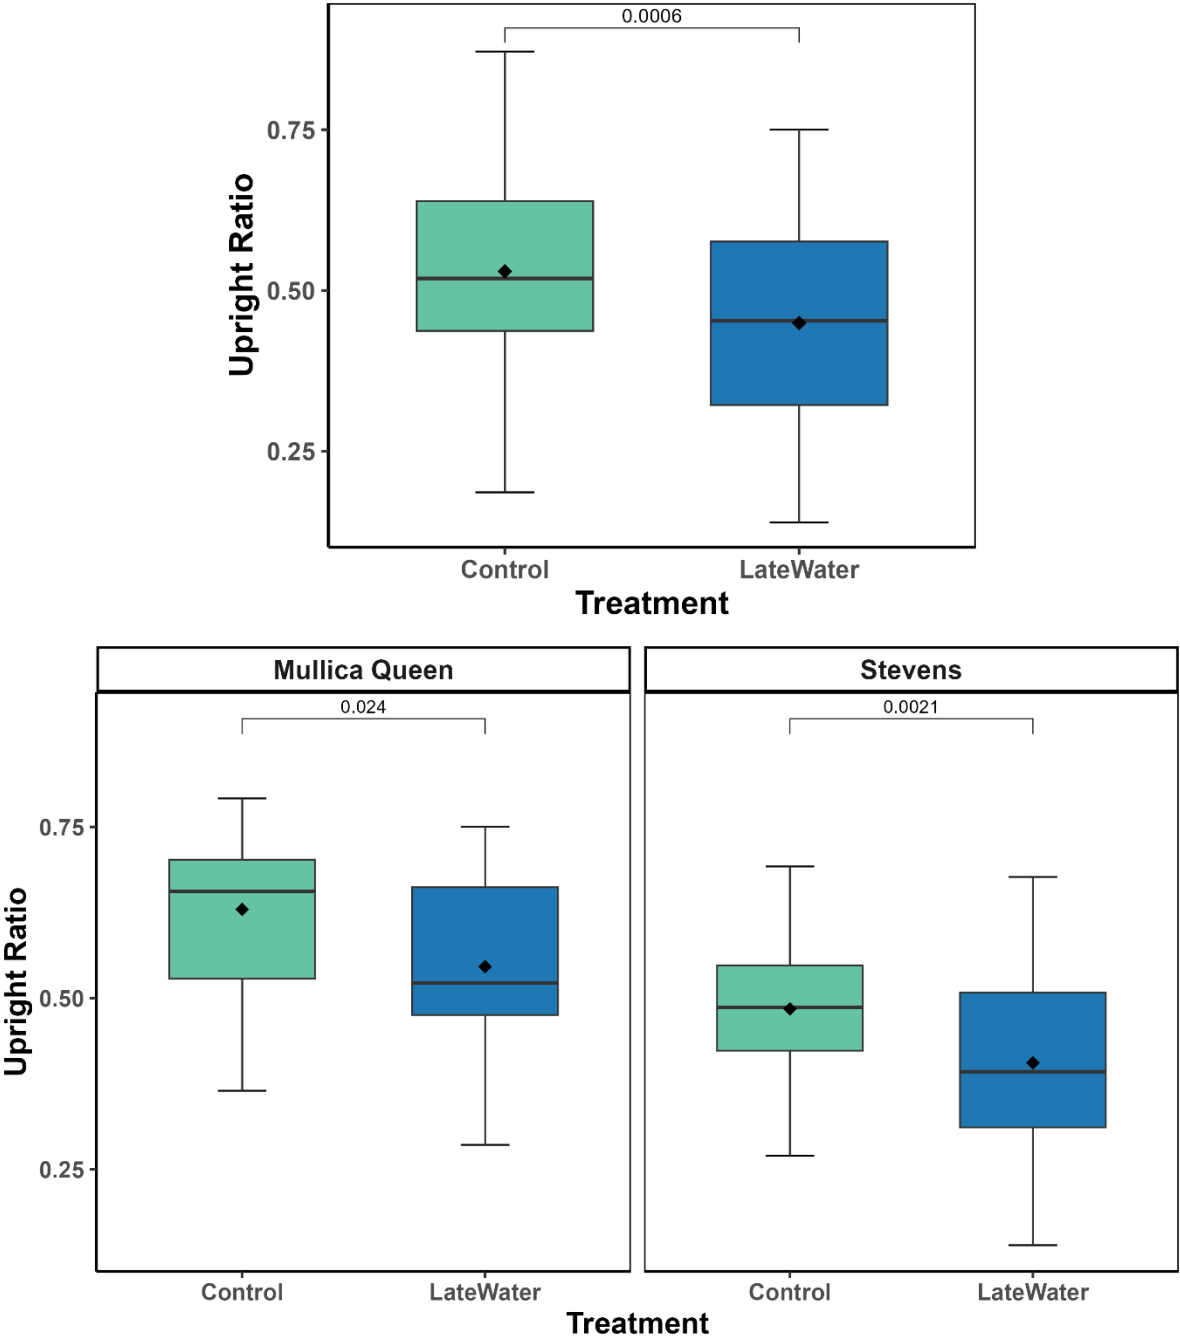 0.0006
0.75
0.50
0.25
Upright Ratio
Control LateWater
Treatment
Mullica Queen Stevens
0.024 0.0021
0.75
0.50
0.25
Upright Ratio
Control LateWater Control LateWater
Treatment